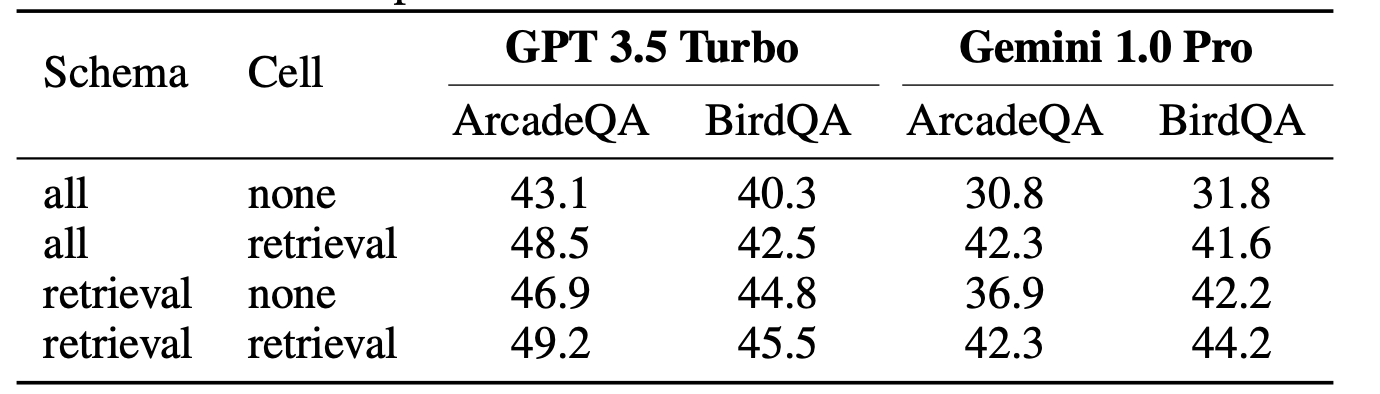 GPT 3.5 Turbo Gemini 1.0 Pro
Schema Cell
ArcadeQA BirdQA ArcadeQA BirdQA
all none 43.1 40.3 30.8 31.8
all retrieval 48.5 42.5 42.3 41.6
retrieval none 46.9 44.8 36.9 42.2
retrieval retrieval 49.2 45.5 42.3 44.2